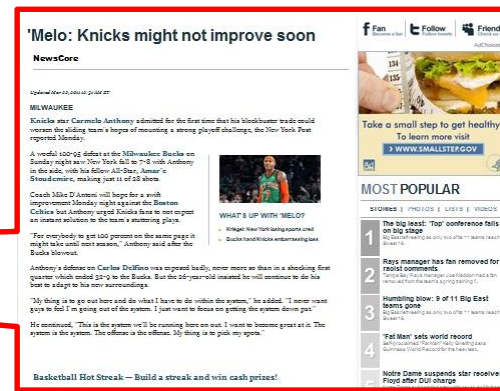 'Melo: Knicks might not improve soon
NewsCore
MILWAUKEE
Knicks star Carmelo Anthony admitted for the first time that his blockbuster trade could
worsen the sliding team's hopes of mounting a strong playoff challenge, the New York Post
reported Monday.
A woeful 100-95 defeat at the Milwaukee Bucks on
Sunday night saw New York fall to 7-8 with Anthony
in the side, with his fellow All-Star, Amar'e
Stoudemire, making just 11 of 28 shots.
Coach Mike D'Antoni will hope for a swift
improvement Monday night against the Boston
Celtics but Anthony urged Knicks fans to not expect
an instant solution to the team's stuttering plays.
"For everybody to get 100 percent on the same page it
might take until next season," Anthony said after the
Bucks blowout.
WHAT'S UP WITH 'MELO?
Kriegel: New York losing sports cred
Bucks hand Knicks embarrassing loss
Anthony's defense on Carlos Delfino was exposed badly, never more so than in a shocking first
quarter which ended 32-9 to the Bucks. But the 26-year-old insisted he will continue to do his
best to adapt to his new surroundings.
"My thing is to go out here and do what I have to do within the system," he added. "I never want
guys to feel I'm going out of the system. I just want to focus on getting the system down pat."
He continued, "This is the system we'll be running here on out. I want to become great at it. The
system is the system. The offense is the offense. My thing is to pick my spots."
Basketball Hot Streak — Build a streak and win cash prizes!
Fan
Follow
Friend
AdChoices
Take a small step to get healthy
To learn more visit
> WWW.SMALLSTEP.GOV
MOST POPULAR
STORIES | PHOTOS | LISTS | VIDEOS
1
The big least: 'Top' conference fails
on big stage
2
Rays manager has fan removed for
racist comments
3
Humbling blow: 9 of 11 Big East
teams gone
4
'Fat Man' sets world record
5
Notre Dame suspends star receiver
Floyd after DUI charge